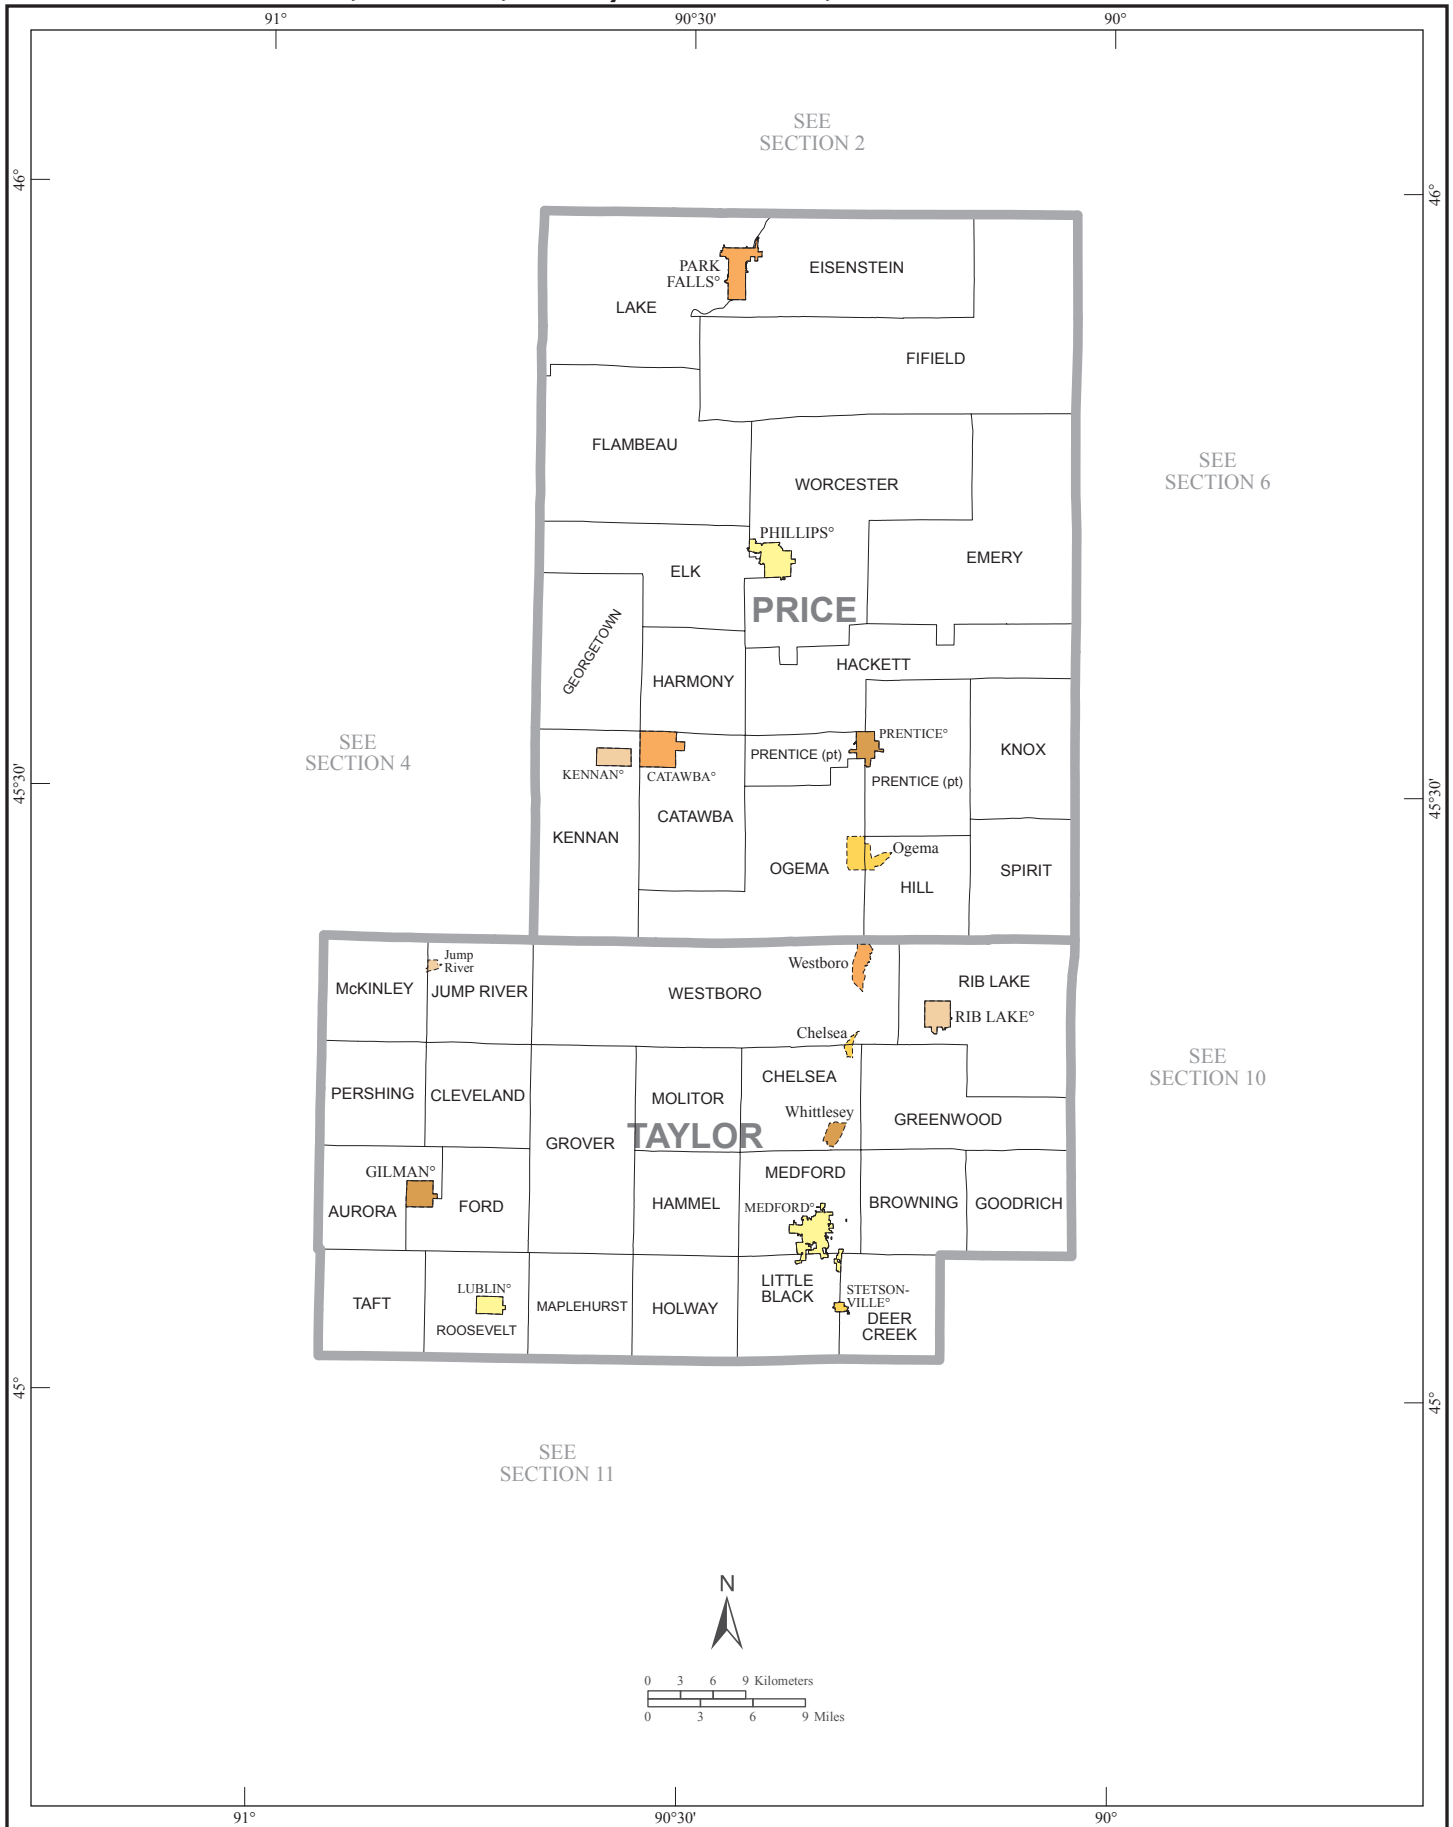 91°
90°30'
90°
SEE
SECTION 2
46°
46°
PARK
FALLS°
EISENSTEIN
LAKE
FIFIELD
FLAMBEAU
SEE
SECTION 6
WORCESTER
PHILLIPS°
EMERY
ELK
PRICE
GEORGETOWN
HACKETT
HARMONY
SEE
SECTION 4
PRENTICE°
KNOX
PRENTICE (pt)
KENNAN°
CATAWBA°
PRENTICE (pt)
45°30'
45°30'
CATAWBA
KENNAN
Ogema
OGEMA
SPIRIT
HILL
Jump
River
Westboro
McKINLEY
JUMP RIVER
WESTBORO
RIB LAKE
RIB LAKE°
Chelsea
SEE
SECTION 10
CHELSEA
PERSHING
CLEVELAND
MOLITOR
Whittlesey
GREENWOOD
TAYLOR
GROVER
GILMAN°
MEDFORD
AURORA
FORD
HAMMEL
MEDFORD°
BROWNING
GOODRICH
LUBLIN°
LITTLE
BLACK
STETSON-
VILLE°
TAFT
MAPLEHURST
HOLWAY
ROOSEVELT
DEER
CREEK
45°
45°
SEE
SECTION 11
N
0 3 6 9 Kilometers
0 3 6 9 Miles
91°
90°30'
90°